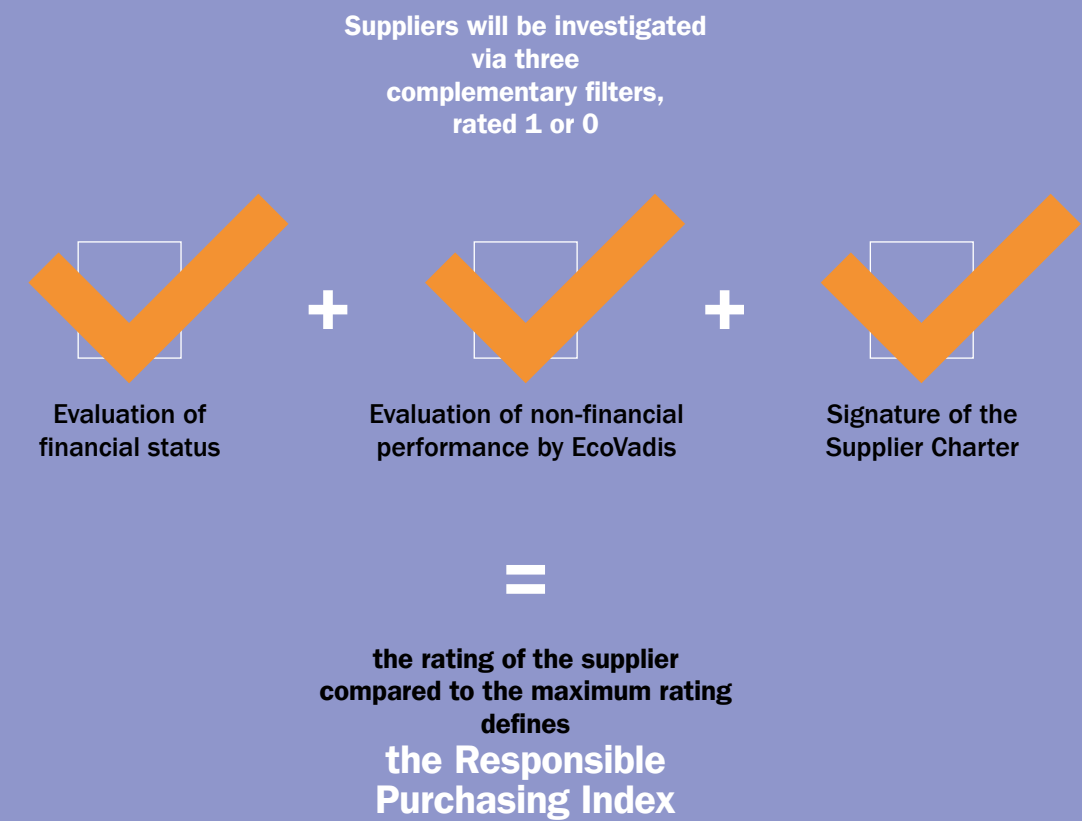 Suppliers will be investigated
via three
complementary filters,
rated 1 or 0
+
+
Evaluation of
financial status
Evaluation of non-financial
performance by EcoVadis
Signature of the
Supplier Charter
=
the rating of the supplier
compared to the maximum rating
defines
the Responsible
Purchasing Index